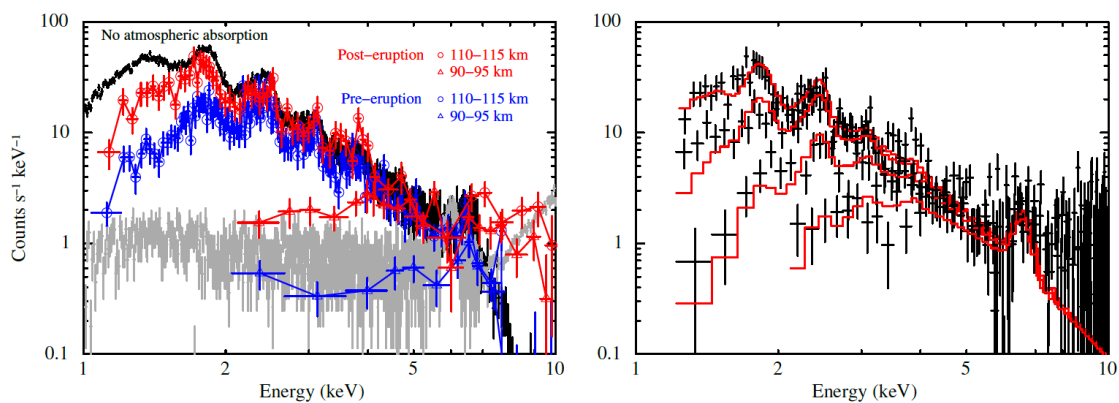 No atmospheric absorption
Post−eruption 110−115 km
90−95 km
Pre−eruption 110−115 km
90−95 km
Counts s⁻¹ keV⁻¹
100
10
1
0.1
1 2 5 10
Energy (keV)
100
10
1
0.1
1 2 5 10
Energy (keV)